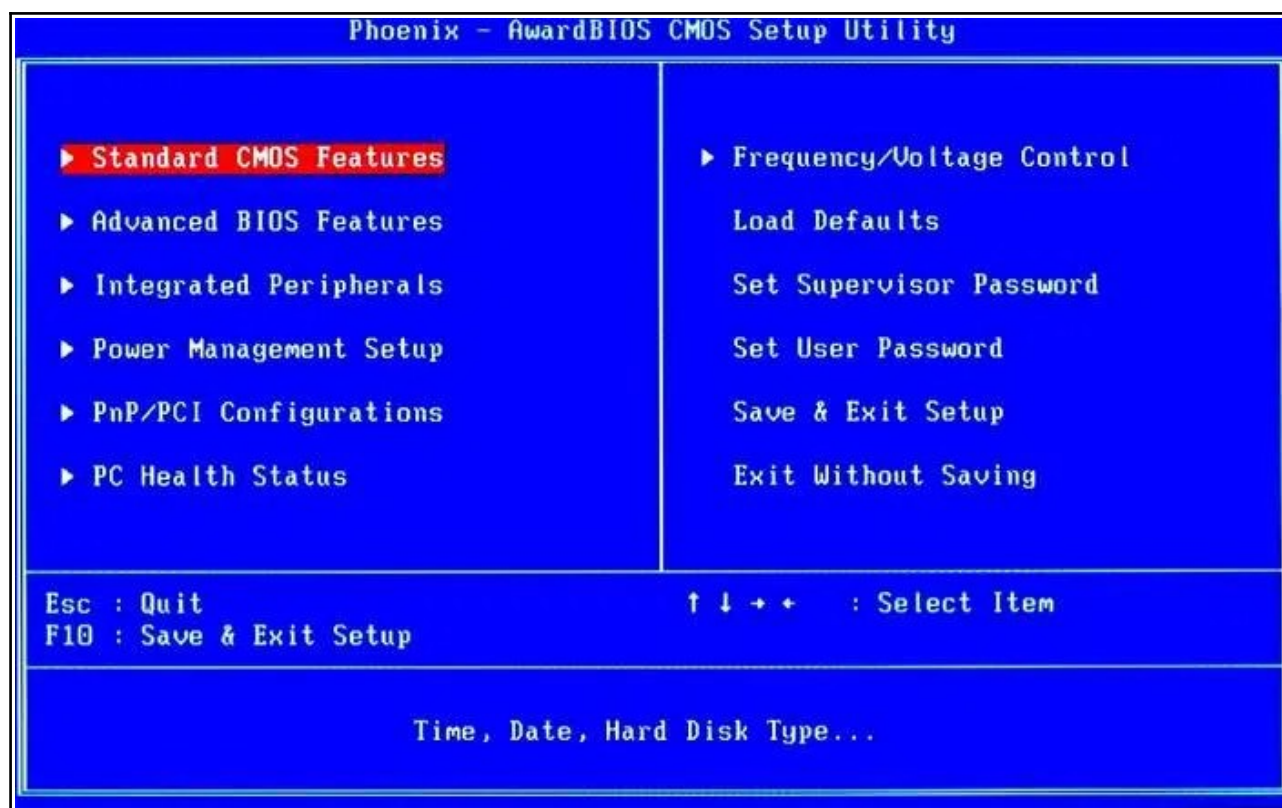 Phoenix - AwardBIOS CMOS Setup Utility
▶ Standard CMOS Features
▶ Advanced BIOS Features
▶ Integrated Peripherals
▶ Power Management Setup
▶ PnP/PCI Configurations
▶ PC Health Status
▶ Frequency/Voltage Control
Load Defaults
Set Supervisor Password
Set User Password
Save & Exit Setup
Exit Without Saving
Esc : Quit
F10 : Save & Exit Setup
↑ ↓ → ← : Select Item
Time, Date, Hard Disk Type...